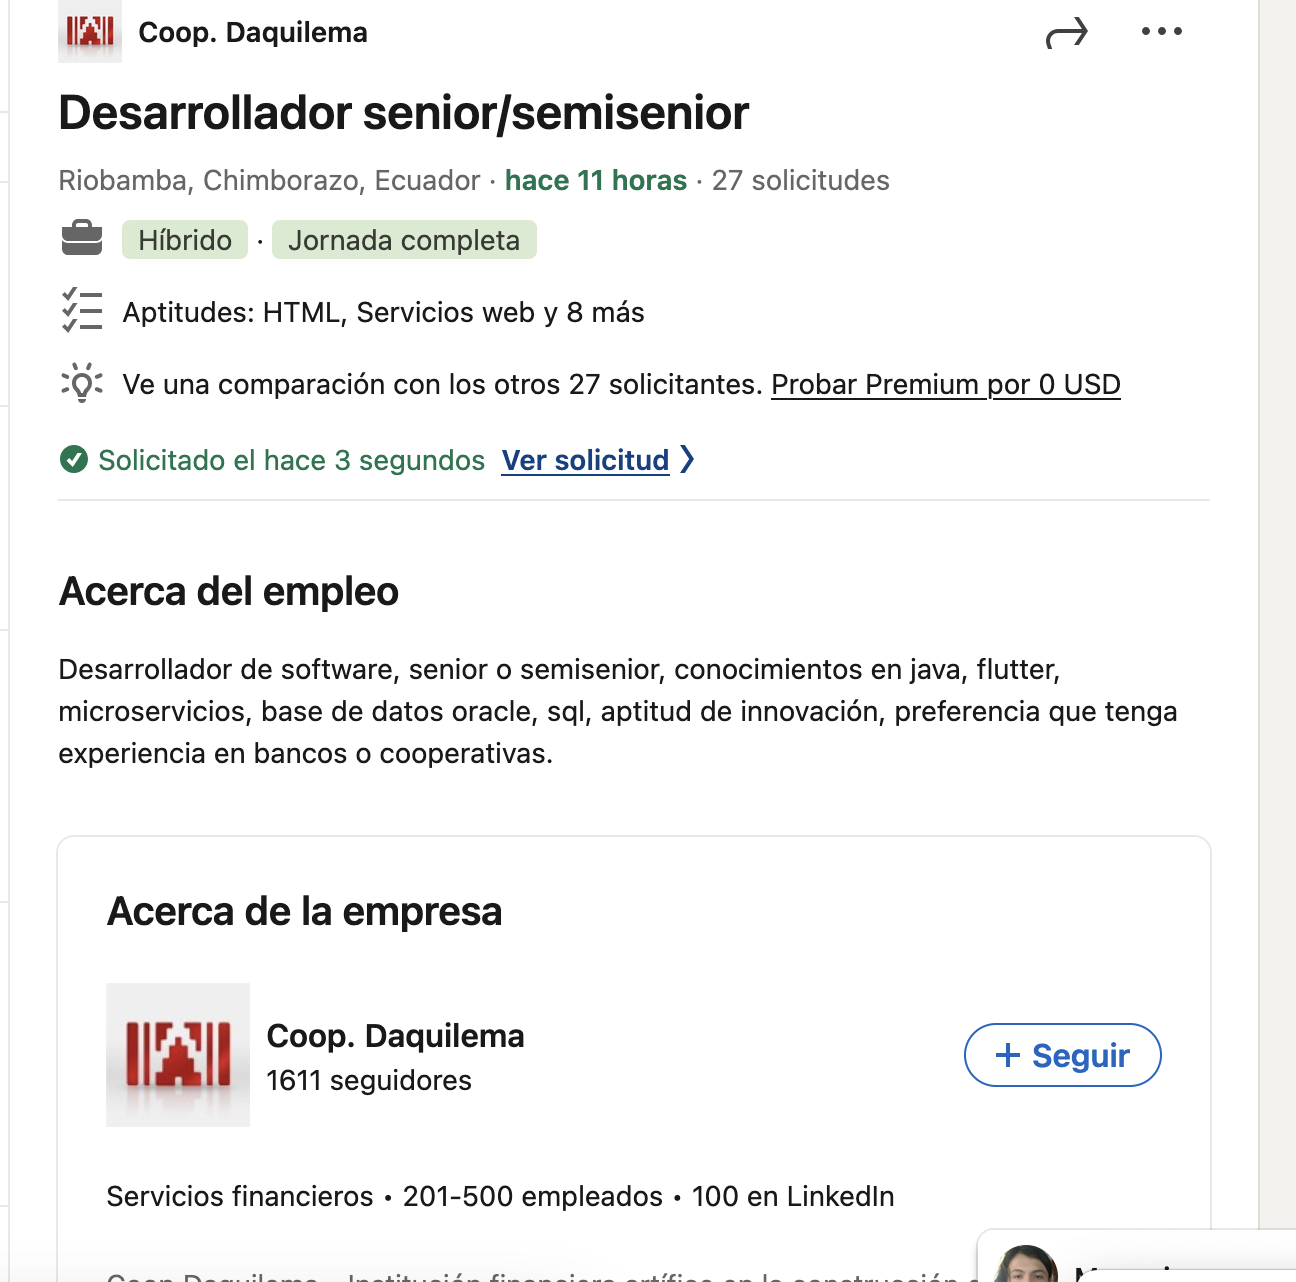 Coop. Daquilema
Desarrollador senior/semisenior
Riobamba, Chimborazo, Ecuador · hace 11 horas · 27 solicitudes
Híbrido · Jornada completa
Aptitudes: HTML, Servicios web y 8 más
Ve una comparación con los otros 27 solicitantes. Probar Premium por 0 USD
Solicitado el hace 3 segundos Ver solicitud
Acerca del empleo
Desarrollador de software, senior o semisenior, conocimientos en java, flutter,
microservicios, base de datos oracle, sql, aptitud de innovación, preferencia que tenga
experiencia en bancos o cooperativas.
Acerca de la empresa
Coop. Daquilema
1611 seguidores
+ Seguir
Servicios financieros • 201-500 empleados • 100 en LinkedIn